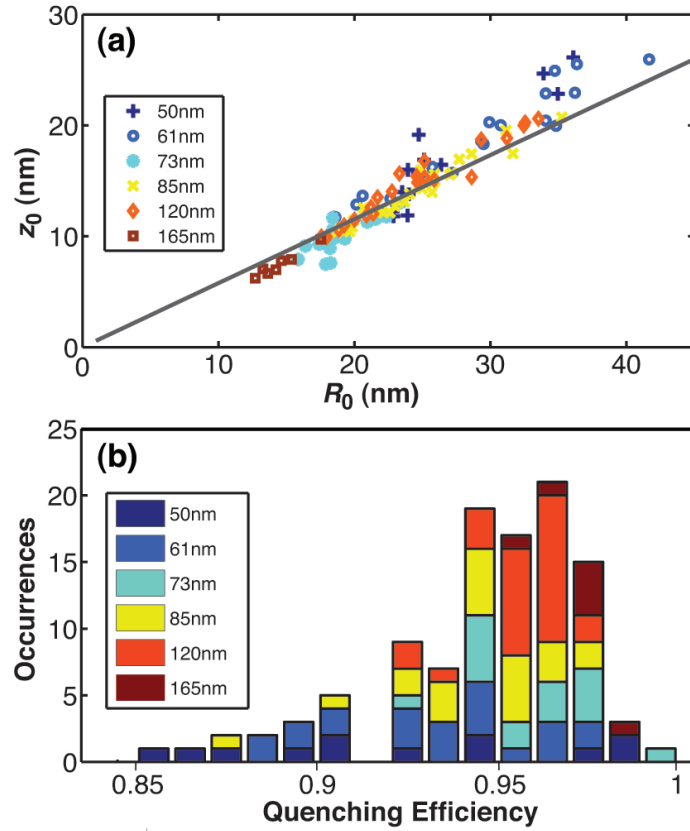 (a)
30
20
10
0
z0 (nm)
50nm
61nm
73nm
85nm
120nm
165nm
0 10 20 30 40
R0 (nm)
(b)
25
20
15
10
5
0
Occurrences
50nm
61nm
73nm
85nm
120nm
165nm
0.85 0.9 0.95 1
Quenching Efficiency